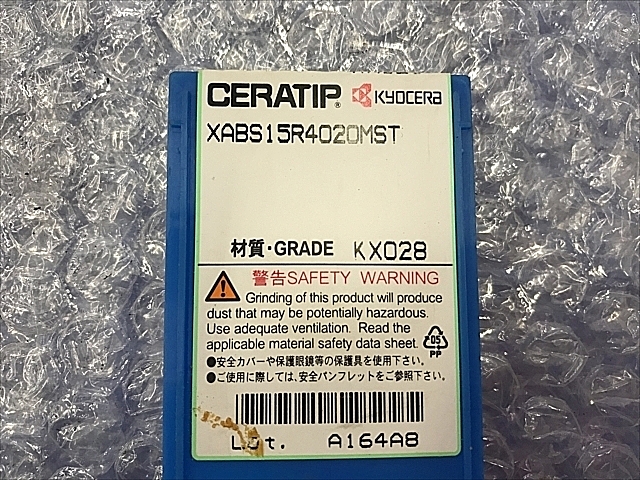 CERATIP® KYOCERA
XABS15R4020MST
材質・GRADE KX028
警告SAFETY WARNING
Grinding of this product will produce
dust that may be potentially hazardous.
Use adequate ventilation. Read the
applicable material safety data sheet.
05
PP
●安全カバーや保護眼鏡等の保護具を使用下さい。
●ご使用に際しては、安全パンフレットをご参照下さい。
Lot. A164A8